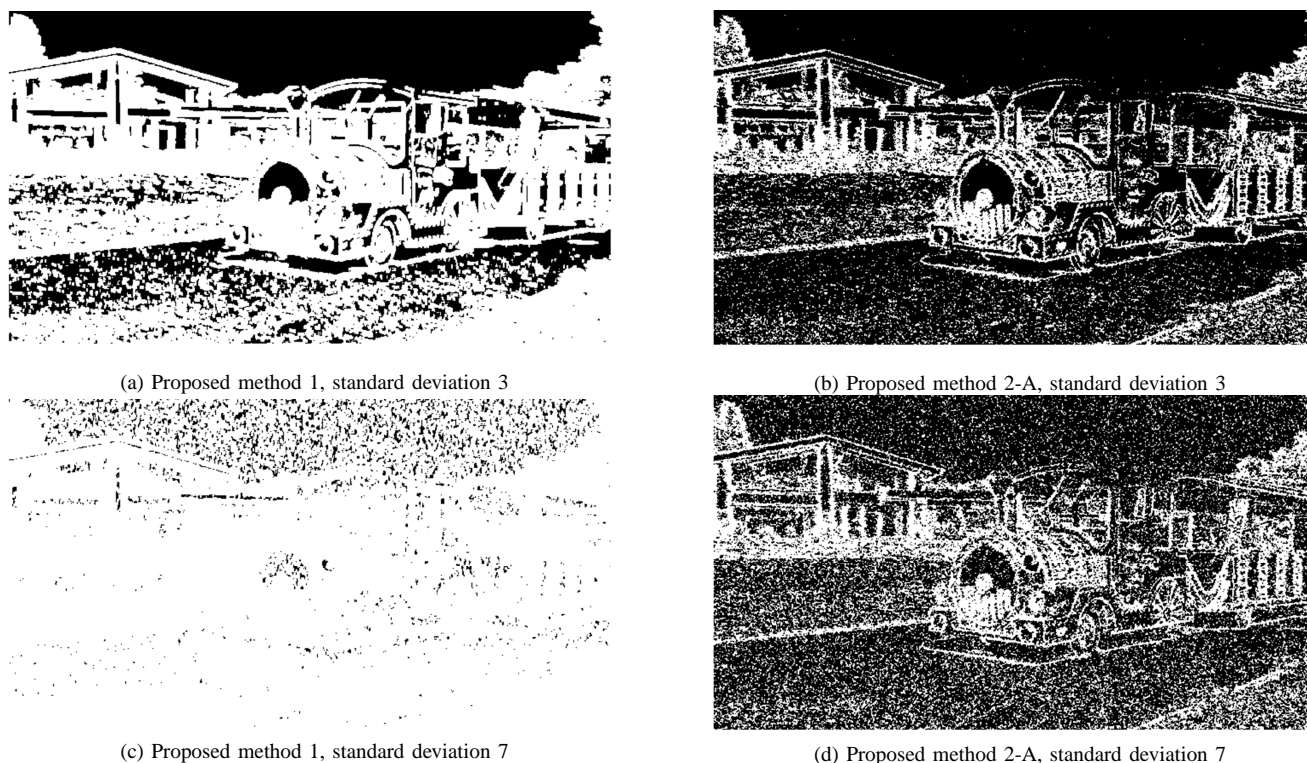 (a) Proposed method 1, standard deviation 3
(b) Proposed method 2-A, standard deviation 3
(c) Proposed method 1, standard deviation 7
(d) Proposed method 2-A, standard deviation 7